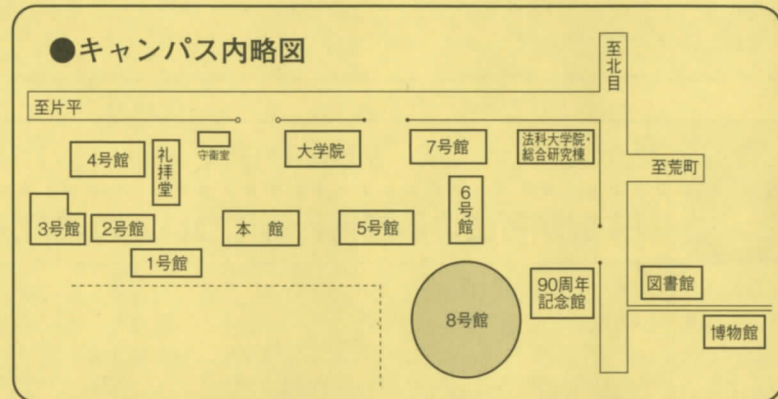 ●キャンパス内略図
至北目
至片平
4号館
礼拝堂
守衛室
大学院
7号館
法科大学院・
総合研究棟
至荒町
3号館
2号館
1号館
本 館
5号館
6号館
8号館
90周年
記念館
図書館
博物館